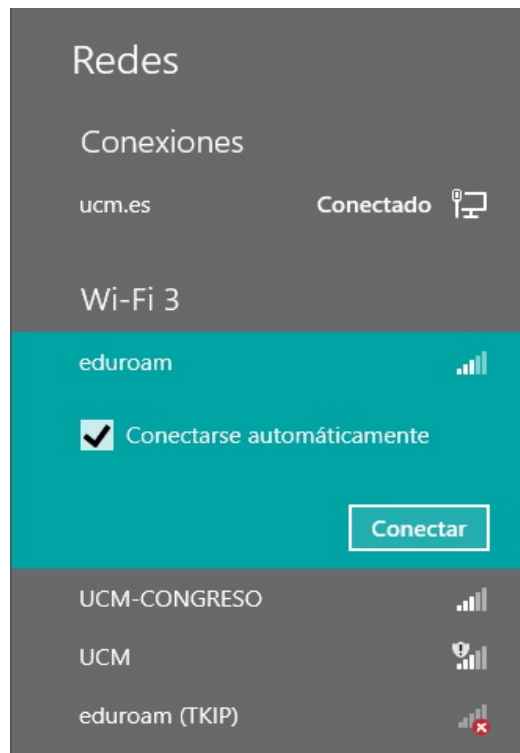 Redes
Conexiones
ucm.es Conectado
Wi-Fi 3
eduroam
Conectarse automáticamente
Conectar
UCM-CONGRESO
UCM
eduroam (TKIP)